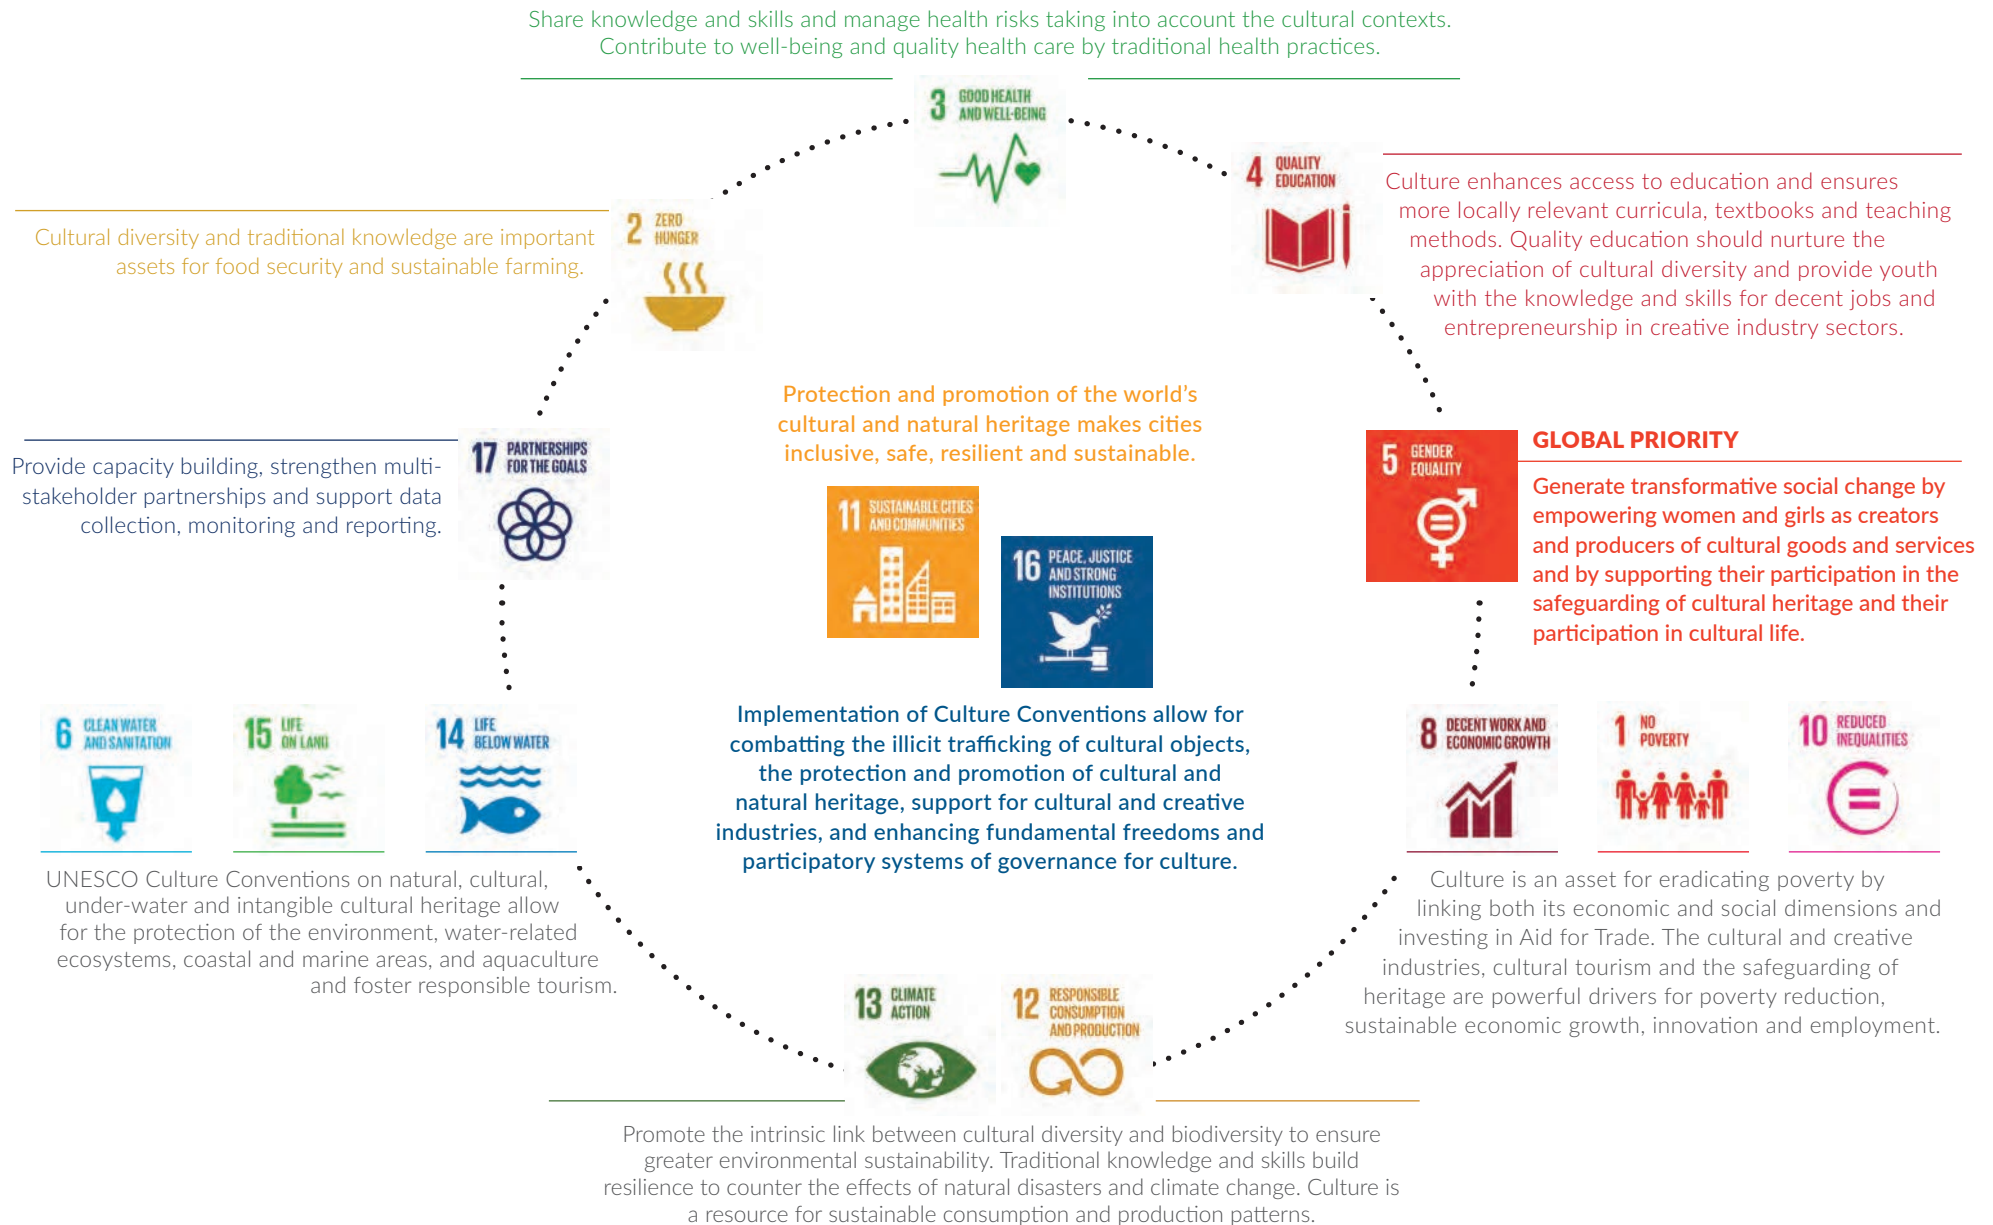 Share knowledge and skills and manage health risks taking into account the cultural contexts.
Contribute to well-being and quality health care by traditional health practices.
3 GOOD HEALTH
AND WELL-BEING
4 QUALITY
EDUCATION
Culture enhances access to education and ensures
more locally relevant curricula, textbooks and teaching
methods. Quality education should nurture the
appreciation of cultural diversity and provide youth
with the knowledge and skills for decent jobs and
entrepreneurship in creative industry sectors.
2 ZERO
HUNGER
Cultural diversity and traditional knowledge are important
assets for food security and sustainable farming.
Protection and promotion of the world’s
cultural and natural heritage makes cities
inclusive, safe, resilient and sustainable.
17 PARTNERSHIPS
FOR THE GOALS
Provide capacity building, strengthen multi-
stakeholder partnerships and support data
collection, monitoring and reporting.
11 SUSTAINABLE CITIES
AND COMMUNITIES
16 PEACE, JUSTICE
AND STRONG
INSTITUTIONS
5 GENDER
EQUALITY
GLOBAL PRIORITY
Generate transformative social change by
empowering women and girls as creators
and producers of cultural goods and services
and by supporting their participation in the
safeguarding of cultural heritage and their
participation in cultural life.
Implementation of Culture Conventions allow for
combatting the illicit trafficking of cultural objects,
the protection and promotion of cultural and
natural heritage, support for cultural and creative
industries, and enhancing fundamental freedoms and
participatory systems of governance for culture.
6 CLEAN WATER
AND SANITATION
15 LIFE
ON LAND
14 LIFE
BELOW WATER
UNESCO Culture Conventions on natural, cultural,
under-water and intangible cultural heritage allow
for the protection of the environment, water-related
ecosystems, coastal and marine areas, and aquaculture
and foster responsible tourism.
8 DECENT WORK AND
ECONOMIC GROWTH
1 NO
POVERTY
10 REDUCED
INEQUALITIES
Culture is an asset for eradicating poverty by
linking both its economic and social dimensions and
investing in Aid for Trade. The cultural and creative
industries, cultural tourism and the safeguarding of
heritage are powerful drivers for poverty reduction,
sustainable economic growth, innovation and employment.
13 CLIMATE
ACTION
12 RESPONSIBLE
CONSUMPTION
AND PRODUCTION
Promote the intrinsic link between cultural diversity and biodiversity to ensure
greater environmental sustainability. Traditional knowledge and skills build
resilience to counter the effects of natural disasters and climate change. Culture is
a resource for sustainable consumption and production patterns.